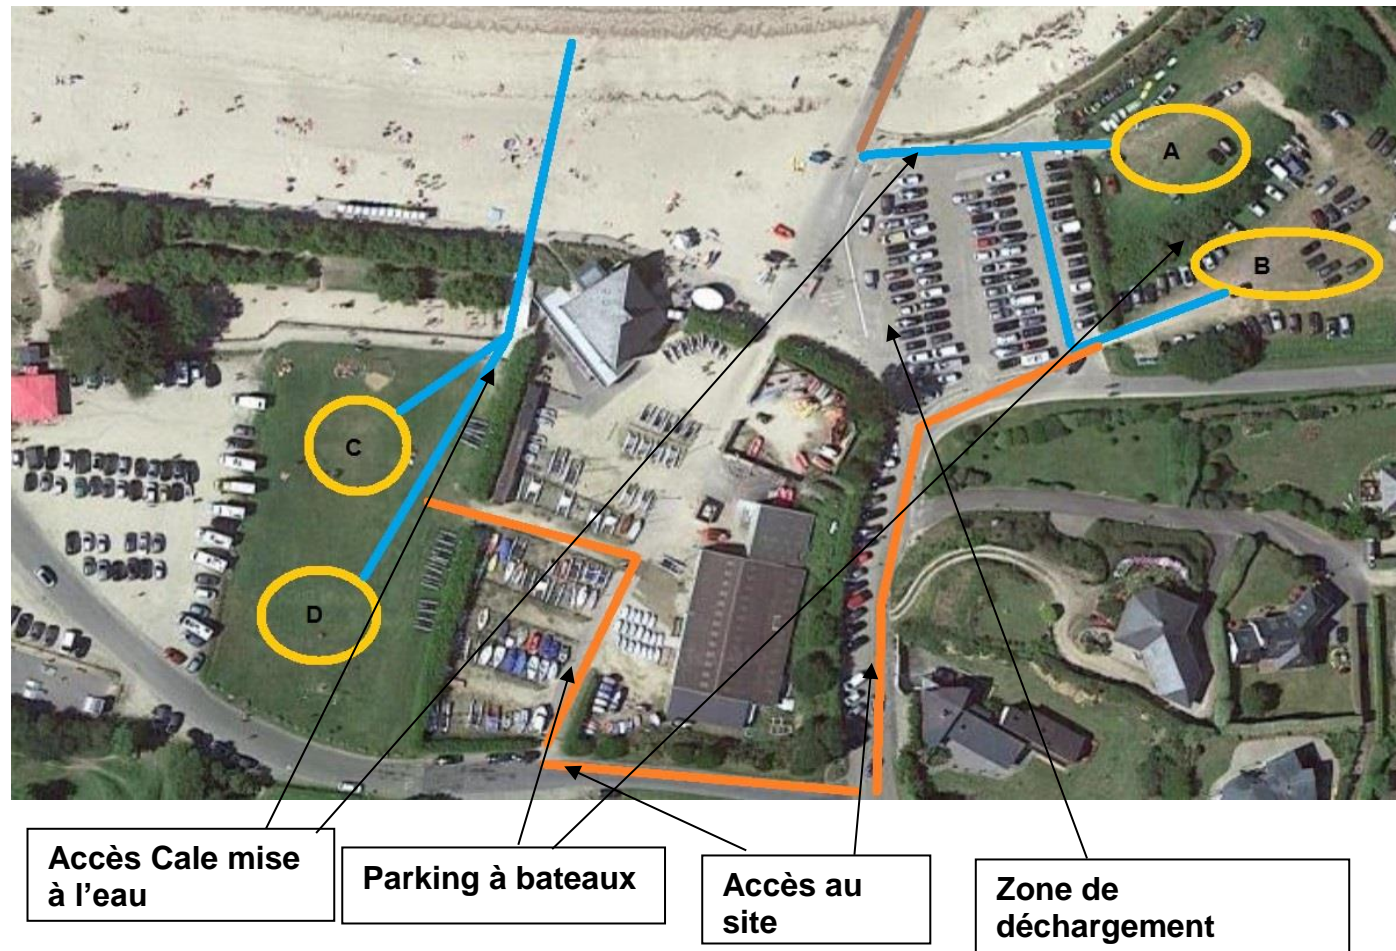 A
B
C
D
Accès Cale mise
à l’eau
Parking à bateaux
Accès au
site
Zone de
déchargement